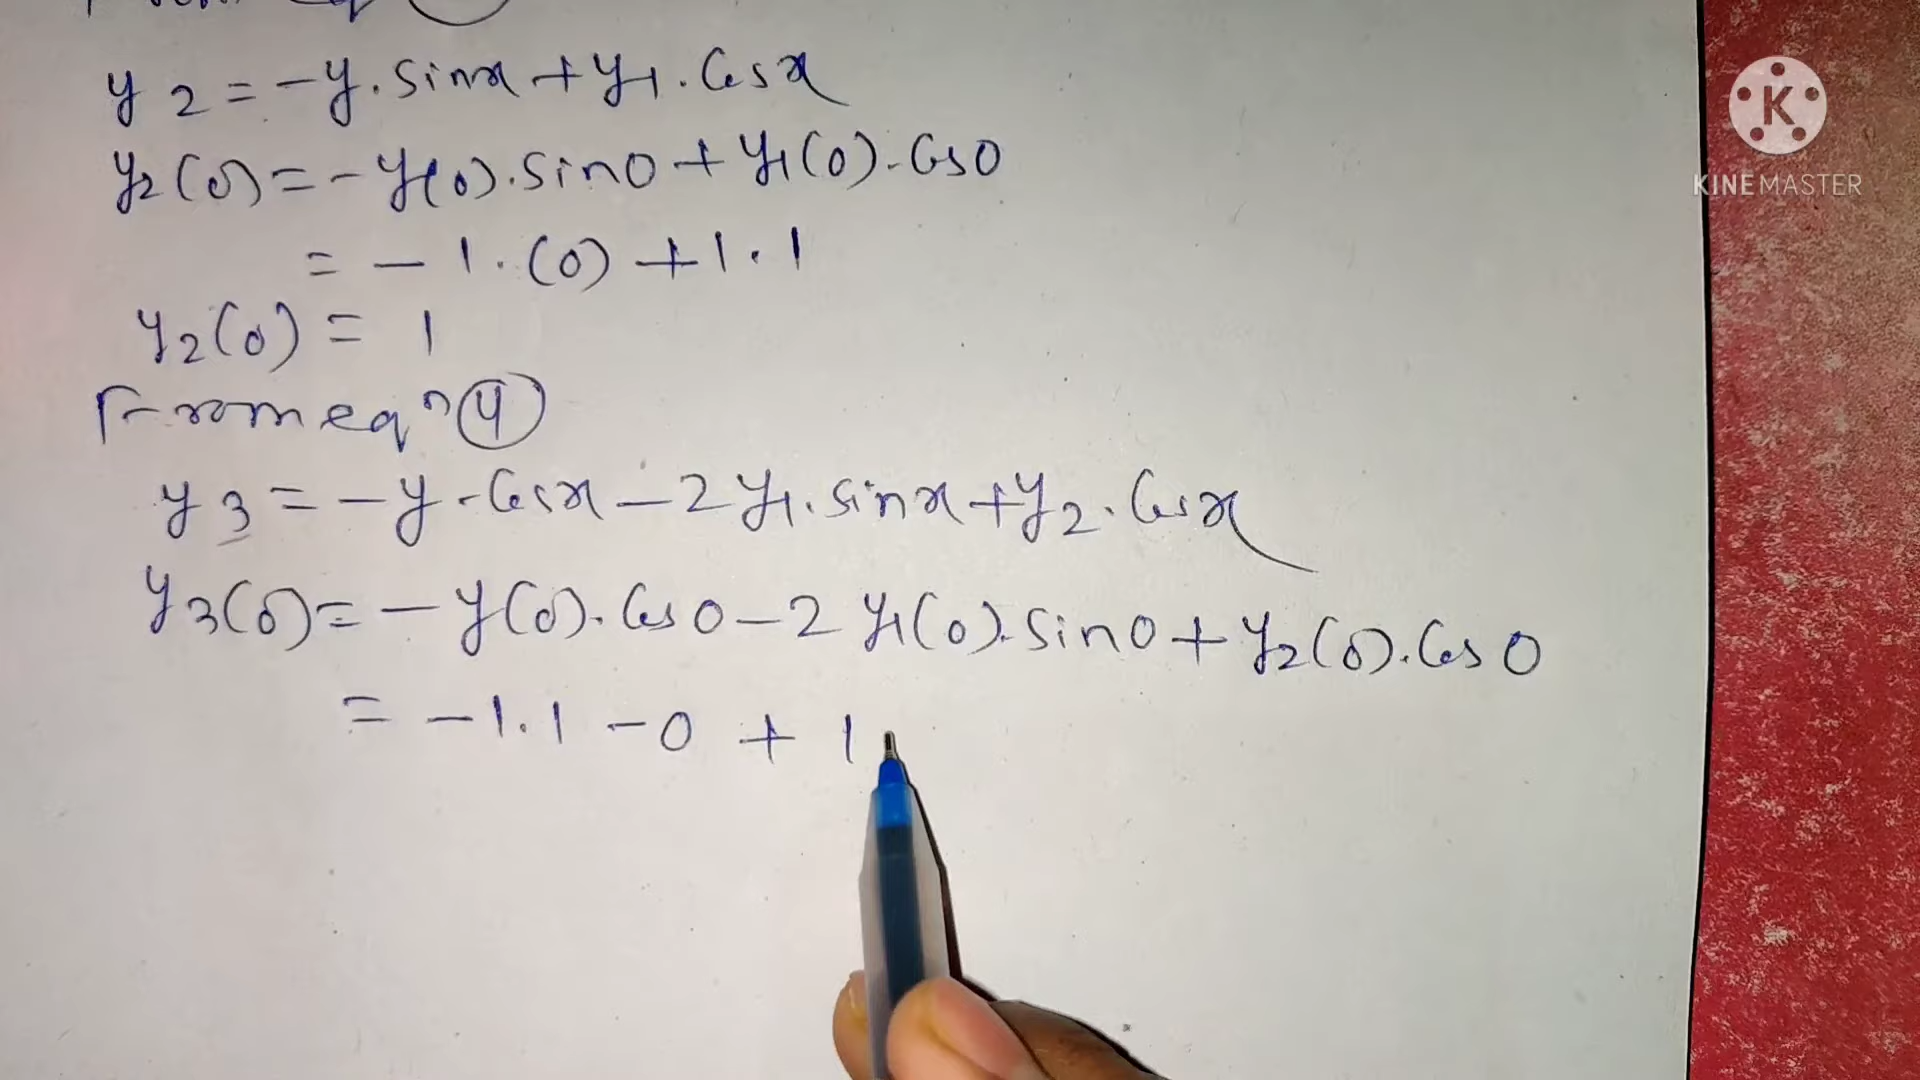 y2 = -y.sinx + y1.Cosx
y2(0) = -y(0).sin0 + y1(0).Cos0
= -1.(0) + 1.1
y2(0) = 1
From eqn 4
y3 = -y.Cosx - 2y1.sinx + y2.Cosx
y3(0) = -y(0).Cos0 - 2y1(0).sin0 + y2(0).Cos0
= -1.1 - 0 + 1
K
KINEMASTER